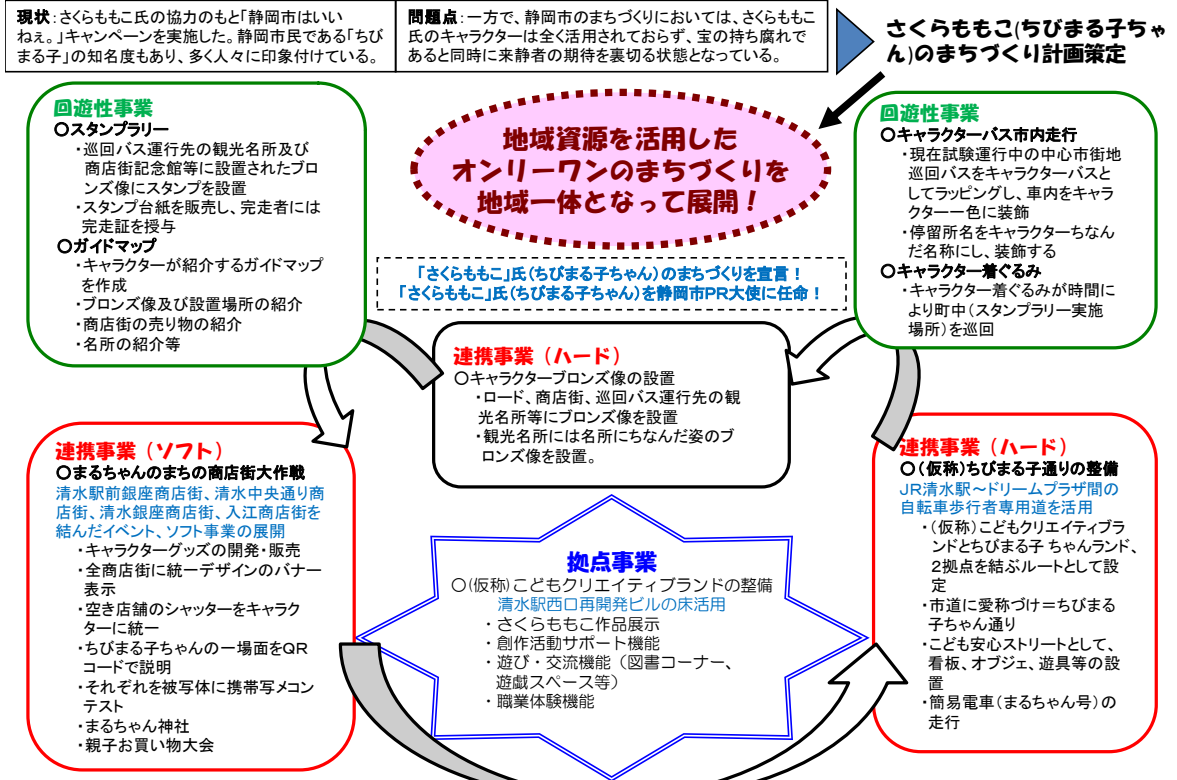 現状：さくらももこ氏の協力のもと「静岡市はいい
ねぇ。」キャンペーンを実施した。静岡市民である「ちび
まる子」の知名度もあり、多く人々に印象付けている。
問題点：一方で、静岡市のまちづくりにおいては、さくらももこ
氏のキャラクターは全く活用されておらず、宝の持ち腐れで
あると同時に来静者の期待を裏切る状態となっている。
さくらももこ(ちびまる子ちゃ
ん)のまちづくり計画策定
回遊性事業
〇スタンプラリー
・巡回バス運行先の観光名所及び
商店街記念館等に設置されたブロ
ンズ像にスタンプを設置
・スタンプ台紙を販売し、完走者には
完走証を授与
〇ガイドマップ
・キャラクターが紹介するガイドマップ
を作成
・ブロンズ像及び設置場所の紹介
・商店街の売り物の紹介
・名所の紹介等
地域資源を活用した
オンリーワンのまちづくりを
地域一体となって展開！
回遊性事業
〇キャラクターバス市内走行
・現在試験運行中の中心市街地
巡回バスをキャラクターバスと
してラッピングし、車内をキャラ
クター一色に装飾
・停留所名をキャラクターちなん
だ名称にし、装飾する
〇キャラクター着ぐるみ
・キャラクター着ぐるみが時間に
より町中（スタンプラリー実施
場所）を巡回
「さくらももこ」氏（ちびまる子ちゃん）のまちづくりを宣言！
「さくらももこ」氏（ちびまる子ちゃん）を静岡市PR大使に任命！
連携事業（ハード）
〇キャラクターブロンズ像の設置
・ロード、商店街、巡回バス運行先の観
光名所等にブロンズ像を設置
・観光名所には名所にちなんだ姿のブ
ロンズ像を設置。
連携事業（ソフト）
〇まるちゃんのまちの商店街大作戦
清水駅前銀座商店街、清水中央通り商
店街、清水銀座商店街、入江商店街を
結んだイベント、ソフト事業の展開
・キャラクターグッズの開発・販売
・全商店街に統一デザインのバナー
表示
・空き店舗のシャッターをキャラク
ターに統一
・ちびまる子ちゃんの一場面をQR
コードで説明
・それぞれを被写体に携帯写メコン
テスト
・まるちゃん神社
・親子お買い物大会
拠点事業
〇(仮称)こどもクリエイティブランドの整備
清水駅西口再開発ビルの床活用
・さくらももこ作品展示
・創作活動サポート機能
・遊び・交流機能（図書コーナー、
遊戯スペース等）
・職業体験機能
連携事業（ハード）
〇（仮称）ちびまる子通りの整備
JR清水駅～ドリームプラザ間の
自転車歩行者専用道を活用
・（仮称）こどもクリエイティブラ
ンドとちびまる子 ちゃんランド、
2拠点を結ぶルートとして設
定
・市道に愛称づけ＝ちびまる
子ちゃん通り
・こども安心ストリートとして、
看板、オブジェ、遊具等の設
置
・簡易電車（まるちゃん号）の
走行